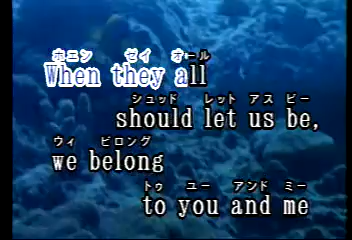 ホエン ゼイ オール
When they all
シュッド レット アス ビー
should let us be,
ウィ ビロング
we belong
トゥ ユー アンド ミー
to you and me